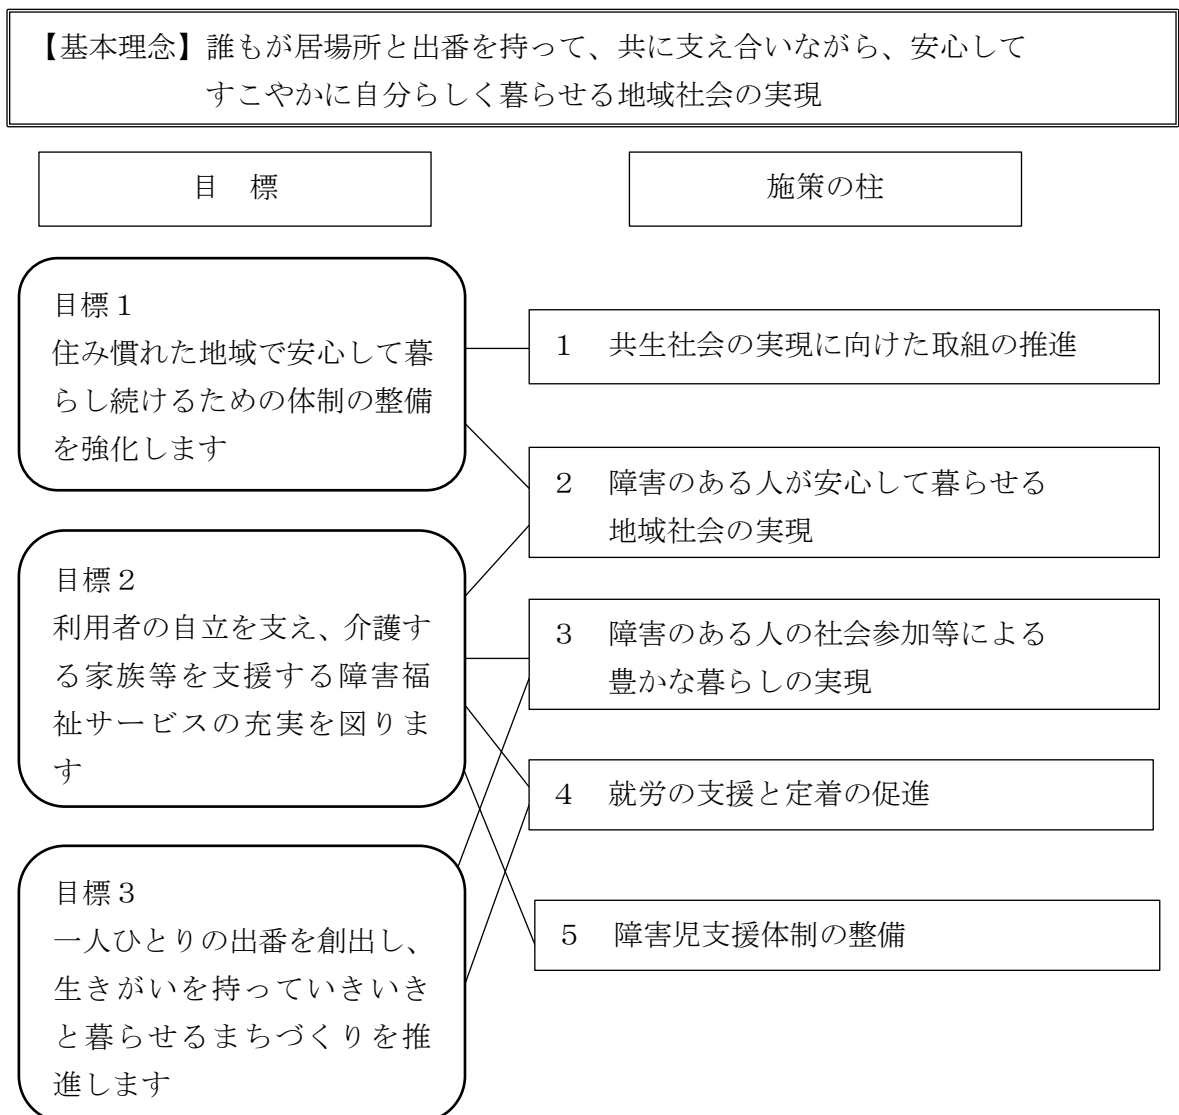 【基本理念】誰もが居場所と出番を持って、共に支え合いながら、安心して
すこやかに自分らしく暮らせる地域社会の実現
目　標
施策の柱
目標１
住み慣れた地域で安心して暮
らし続けるための体制の整備
を強化します
目標２
利用者の自立を支え、介護す
る家族等を支援する障害福
祉サービスの充実を図りま
す
目標３
一人ひとりの出番を創出し、
生きがいを持っていきいき
と暮らせるまちづくりを推
進します
１　共生社会の実現に向けた取組の推進
２　障害のある人が安心して暮らせる
地域社会の実現
３　障害のある人の社会参加等による
豊かな暮らしの実現
４　就労の支援と定着の促進
５　障害児支援体制の整備